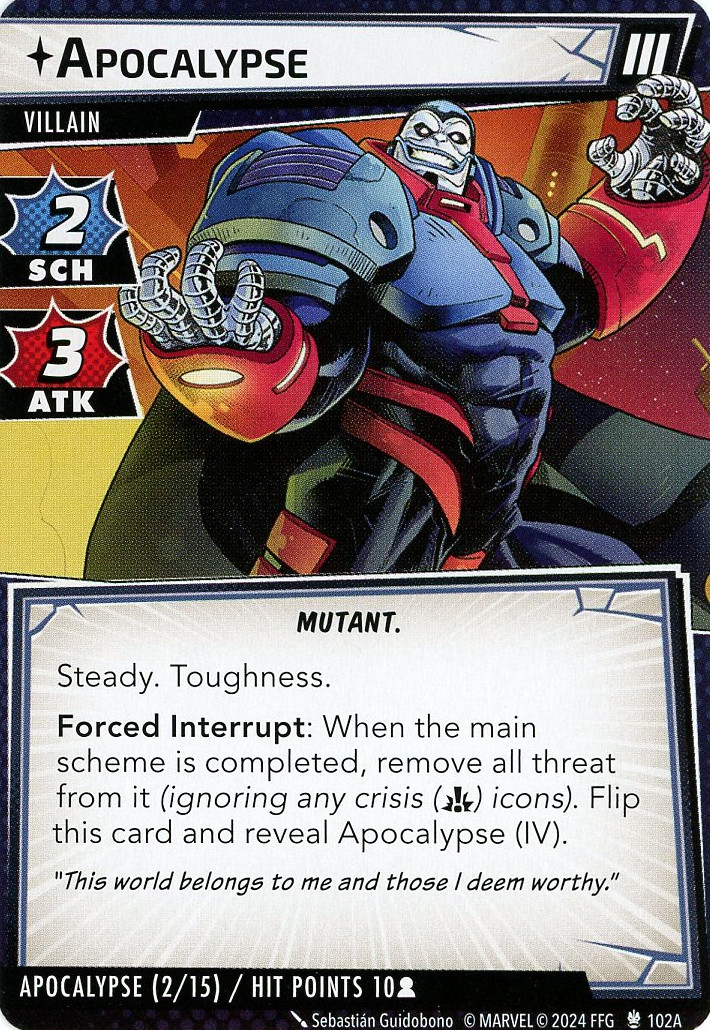 APOCALYPSE
III
VILLAIN
2
SCH
3
ATK
MUTANT.
Steady. Toughness.
Forced Interrupt: When the main
scheme is completed, remove all threat
from it (ignoring any crisis () icons). Flip
this card and reveal Apocalypse (IV).
"This world belongs to me and those I deem worthy."
APOCALYPSE (2/15) / HIT POINTS 10
Sebastián Guidobono © MARVEL © 2024 FFG 102A